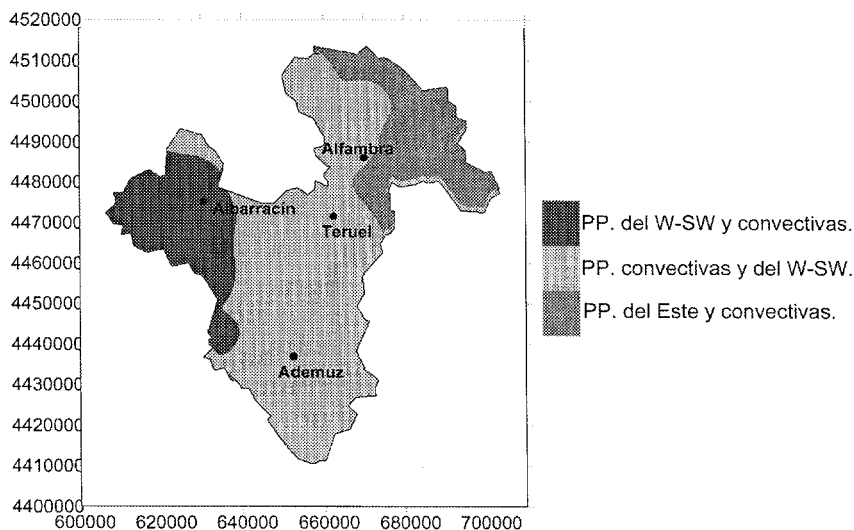 4520000
4510000
4500000
4490000
4480000
4470000
4460000
4450000
4440000
4430000
4420000
4410000
4400000
600000 620000 640000 660000 680000 700000
Alfambra
Albarracin
Teruel
Ademuz
PP. del W-SW y convectivas.
PP. convectivas y del W-SW.
PP. del Este y convectivas.